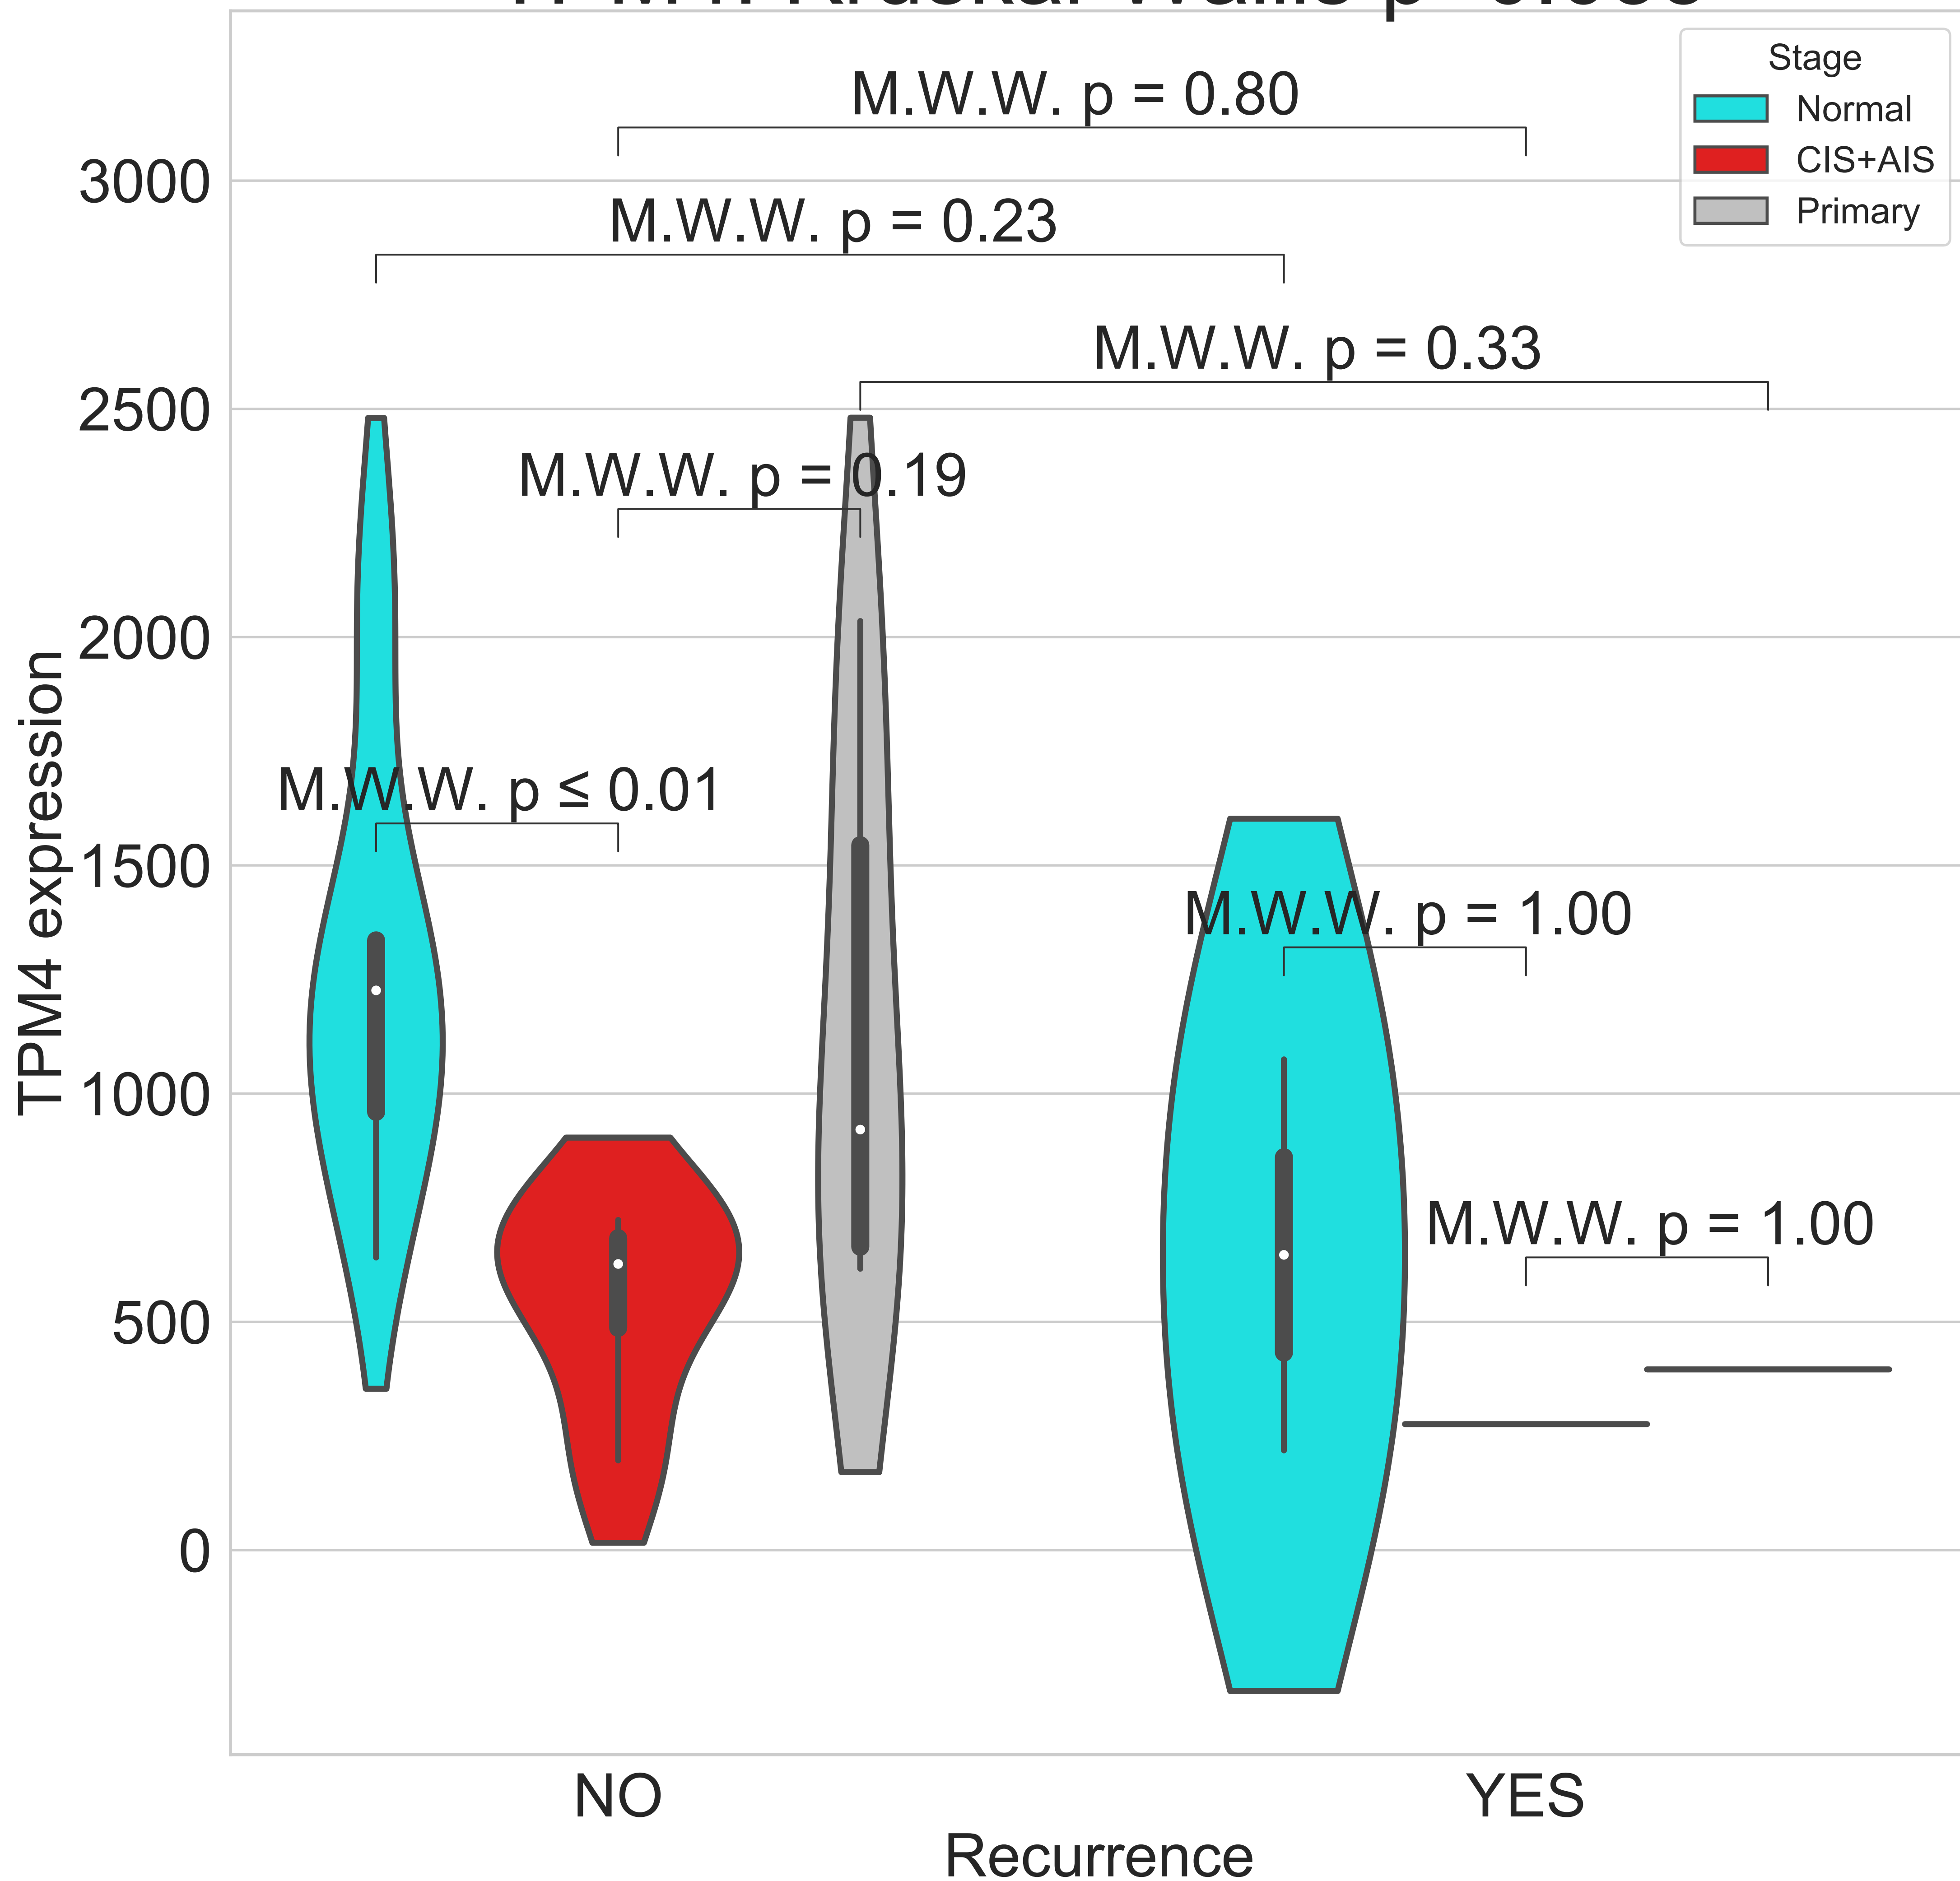 Stage
Normal
CIS+AIS
Primary
M.W.W. p = 0.80
M.W.W. p = 0.23
M.W.W. p = 0.33
M.W.W. p = 0.19
M.W.W. p ≤ 0.01
M.W.W. p = 1.00
M.W.W. p = 1.00
3000
2500
2000
1500
1000
500
0
TPM4 expression
NO
YES
Recurrence